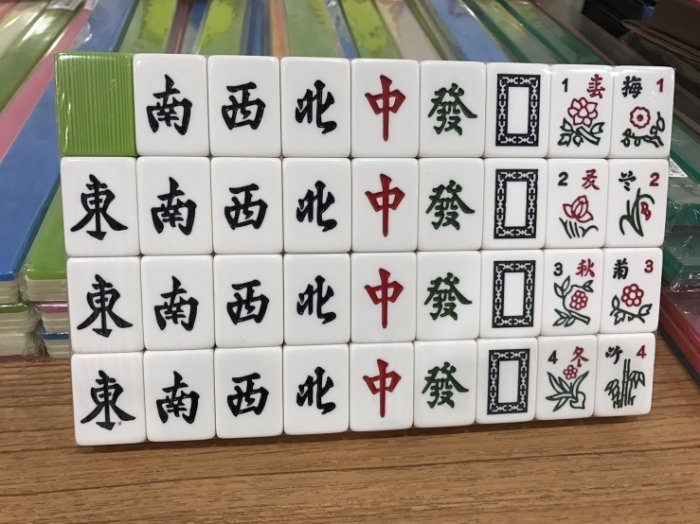 南 西 北 中 發 1 春 梅 1
東 南 西 北 中 發 2 夏 兰 2
東 南 西 北 中 發 3 秋 菊 3
東 南 西 北 中 發 4 冬 竹 4